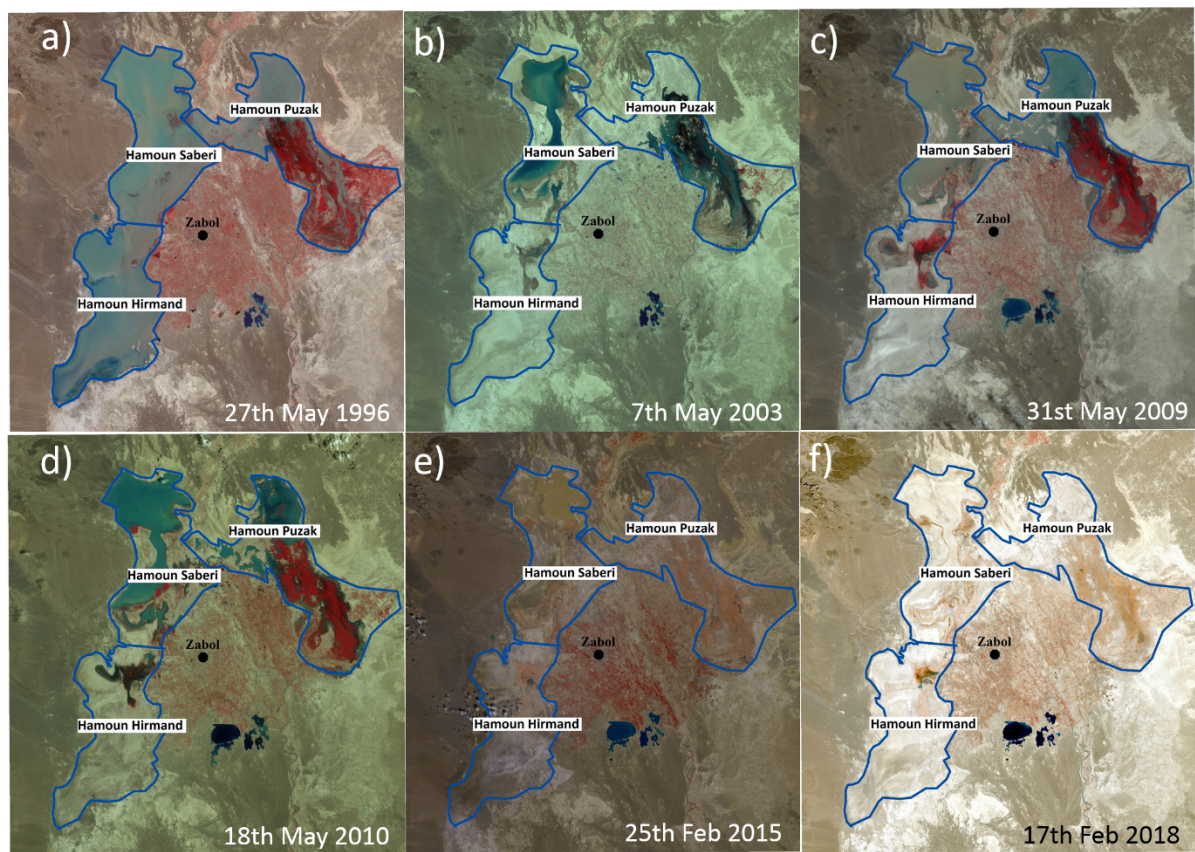 a)
Hamoun Puzak
Hamoun Saberi
Zabol
Hamoun Hirmand
27th May 1996
b)
Hamoun Puzak
Hamoun Saberi
Zabol
Hamoun Hirmand
7th May 2003
c)
Hamoun Puzak
Hamoun Saberi
Zabol
Hamoun Hirmand
31st May 2009
d)
Hamoun Puzak
Hamoun Saberi
Zabol
Hamoun Hirmand
18th May 2010
e)
Hamoun Puzak
Hamoun Saberi
Zabol
Hamoun Hirmand
25th Feb 2015
f)
Hamoun Puzak
Hamoun Saberi
Zabol
Hamoun Hirmand
17th Feb 2018